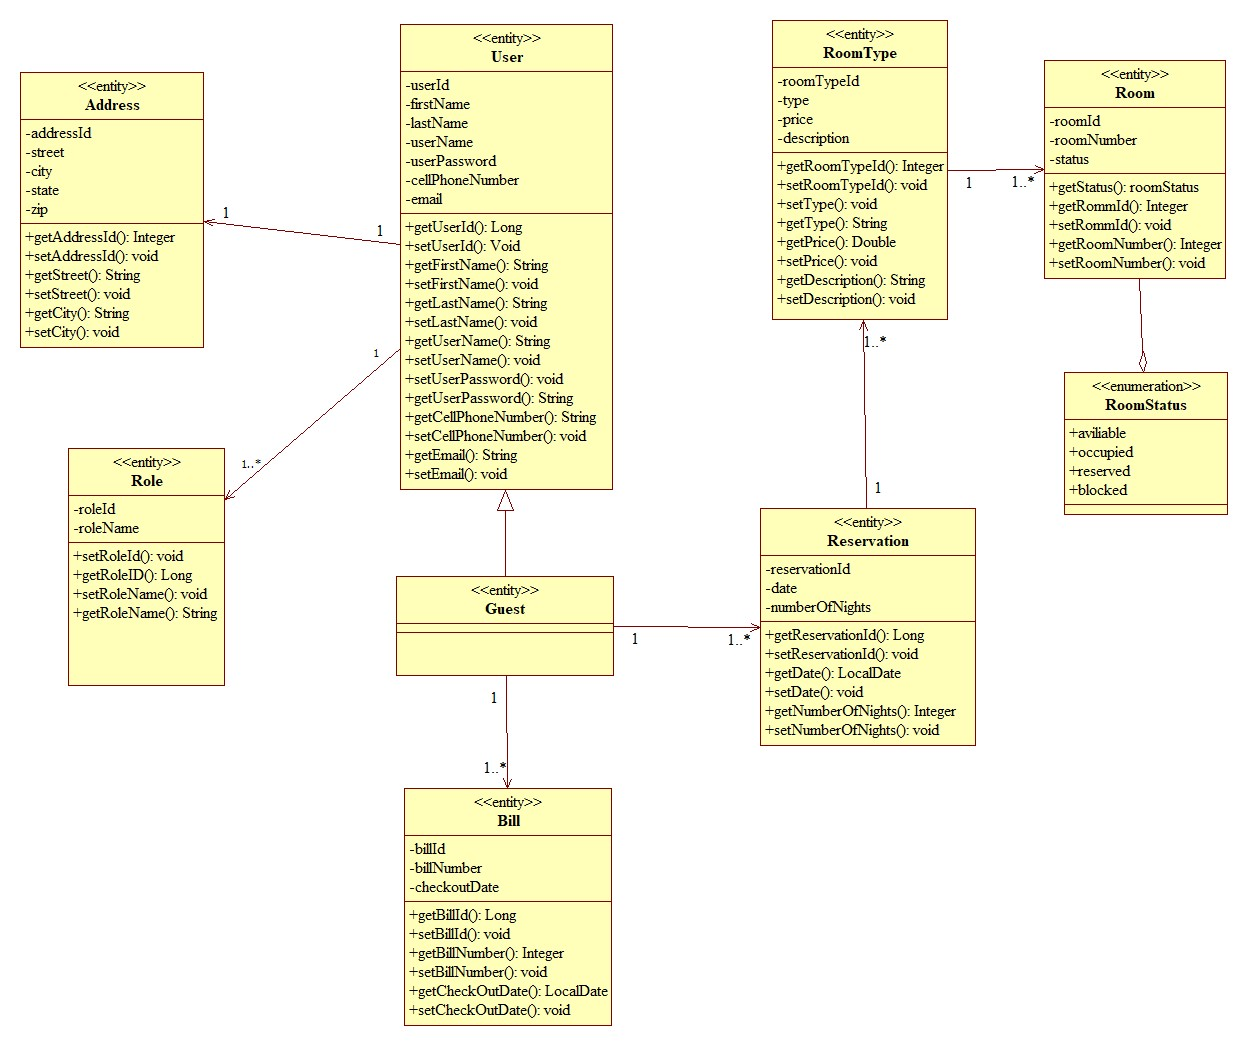 <<entity>>
Address
-addressId
-street
-city
-state
-zip
+getAddressId(): Integer
+setAddressId(): void
+getStreet(): String
+setStreet(): void
+getCity(): String
+setCity(): void
<<entity>>
User
-userId
-firstName
-lastName
-userName
-userPassword
-cellPhoneNumber
-email
+getUserId(): Long
+setUserId(): Void
+getFirstName(): String
+setFirstName(): void
+getLastName(): String
+setLastName(): void
+getUserName(): String
+setUserName(): void
+setUserPassword(): void
+getUserPassword(): String
+getCellPhoneNumber(): String
+setCellPhoneNumber(): void
+getEmail(): String
+setEmail(): void
<<entity>>
RoomType
-roomTypeId
-type
-price
-description
+getRoomTypeId(): Integer
+setRoomTypeId(): void
+setType(): void
+getType(): String
+getPrice(): Double
+setPrice(): void
+getDescription(): String
+setDescription(): void
<<entity>>
Room
-roomId
-roomNumber
-status
+getStatus(): roomStatus
+getRommId(): Integer
+setRommId(): void
+getRoomNumber(): Integer
+setRoomNumber(): void
1
1
1
1..*
1
1..*
1..*
1
<<enumeration>>
RoomStatus
+aviliable
+occupied
+reserved
+blocked
<<entity>>
Role
-roleId
-roleName
+setRoleId(): void
+getRoleID(): Long
+setRoleName(): void
+getRoleName(): String
<<entity>>
Guest
1
1..*
1
1..*
<<entity>>
Reservation
-reservationId
-date
-numberOfNights
+getReservationId(): Long
+setReservationId(): void
+getDate(): LocalDate
+setDate(): void
+getNumberOfNights(): Integer
+setNumberOfNights(): void
<<entity>>
Bill
-billId
-billNumber
-checkoutDate
+getBillId(): Long
+setBillId(): void
+getBillNumber(): Integer
+setBillNumber(): void
+getCheckOutDate(): LocalDate
+setCheckOutDate(): void